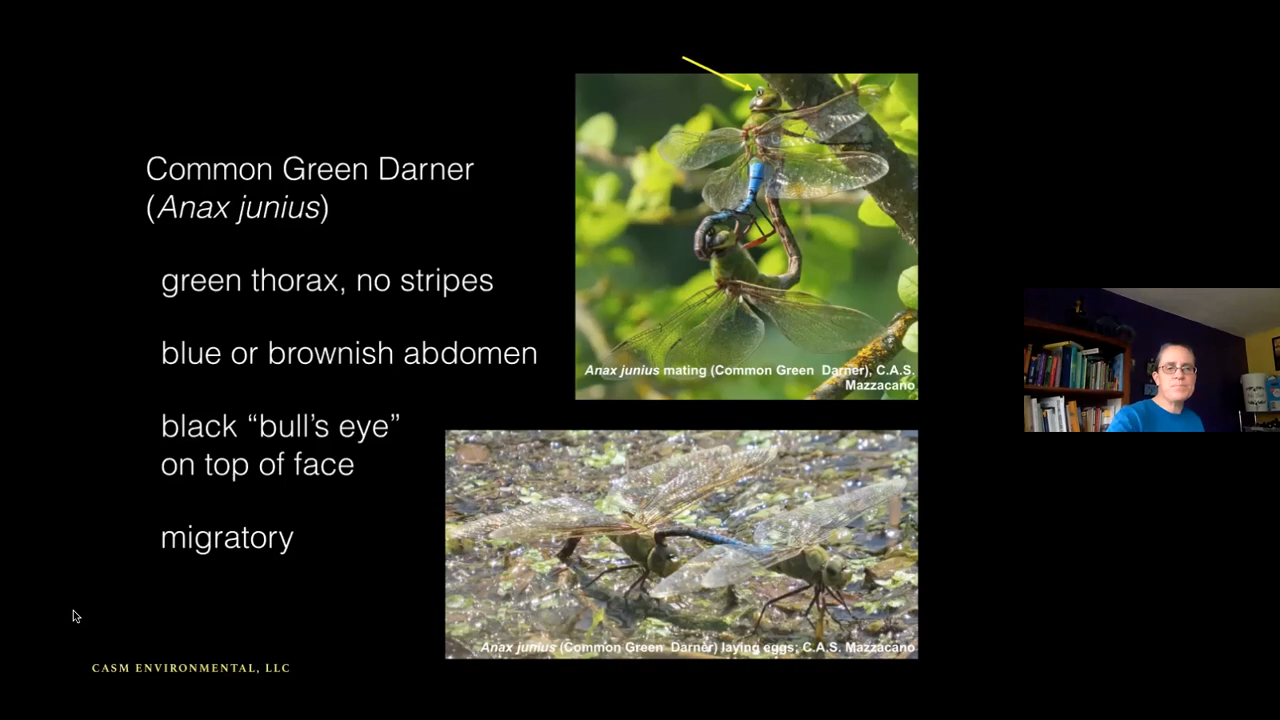 Common Green Darner
(Anax junius)
green thorax, no stripes
blue or brownish abdomen
black “bull’s eye”
on top of face
migratory
Anax junius mating (Common Green Darner), C.A.S.
Mazzacano
Anax junius (Common Green Darner) laying eggs; C.A.S. Mazzacano
CASM ENVIRONMENTAL, LLC